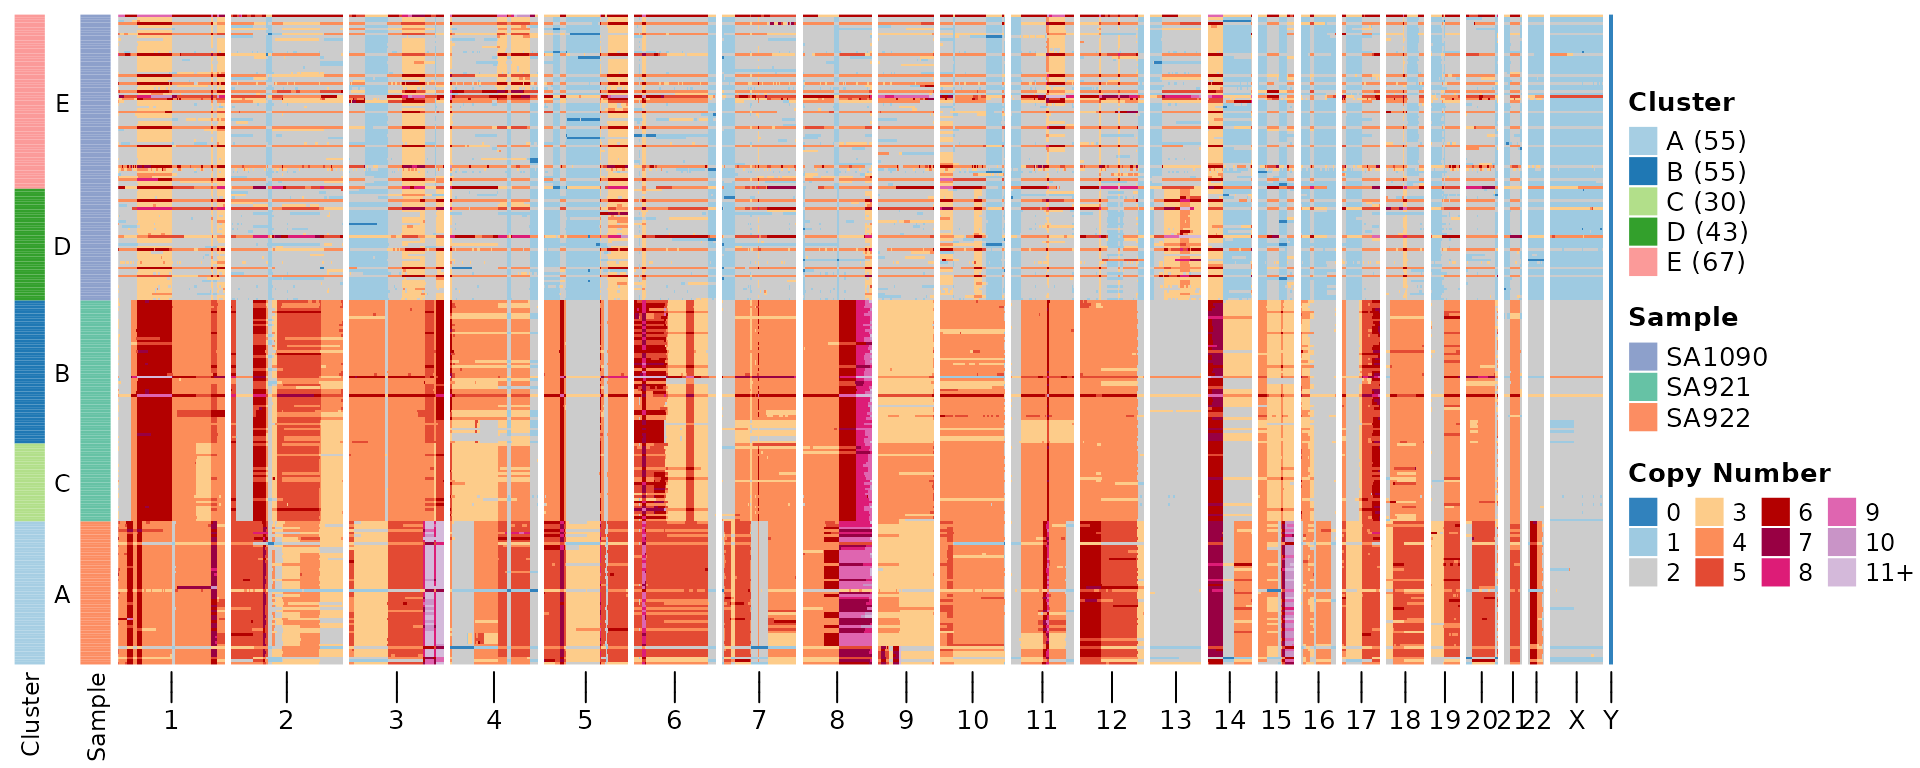 E
D
B
C
A
Cluster
Sample
1
2
3
4
5
6
7
8
9
10
11
12
13
14
15
16
17
18
19
20
21
22
X
Y
Cluster
A (55)
B (55)
C (30)
D (43)
E (67)
Sample
SA1090
SA921
SA922
Copy Number
0 3 6 9
1 4 7 10
2 5 8 11+